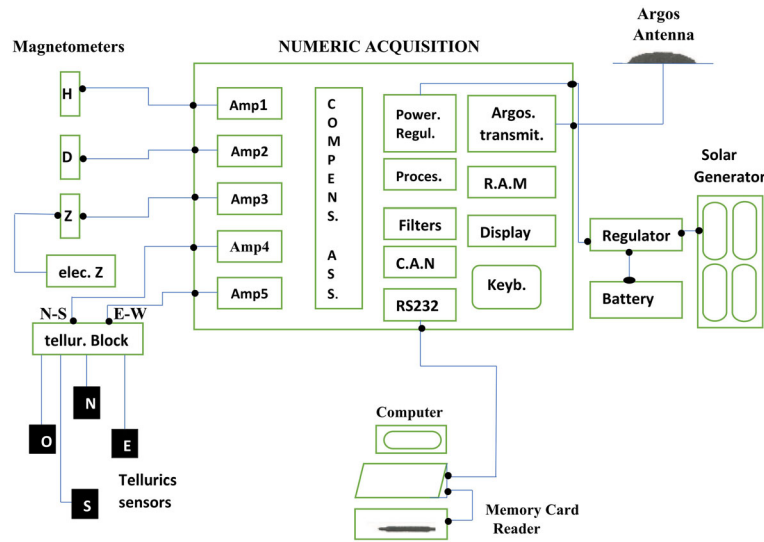 Argos
Antenna
Magnetometers
NUMERIC ACQUISITION
H
D
Z
elec. Z
N-S
E-W
tellur. Block
O
N
E
S
Tellurics
sensors
Amp1
Amp2
Amp3
Amp4
Amp5
C
O
M
P
E
N
S.
A
S
S.
Power.
Regul.
Argos.
transmit.
Proces.
R.A.M
Filters
Display
C.A.N
Keyb.
RS232
Solar
Generator
Regulator
Battery
Computer
Memory Card
Reader